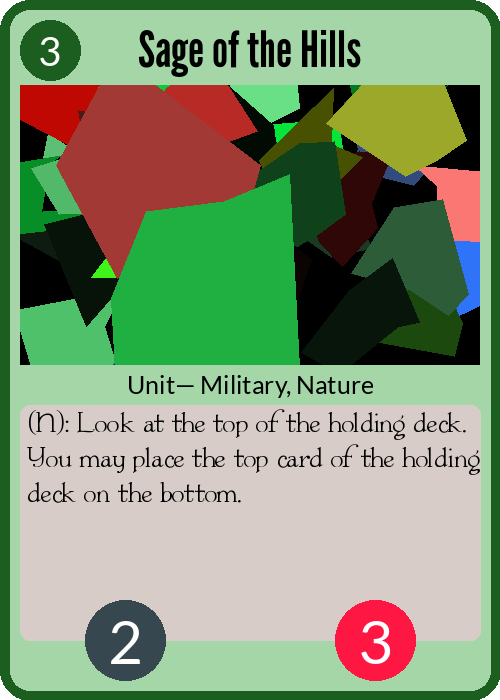 3
Sage of the Hills
Unit— Military, Nature
(N): Look at the top of the holding deck.
You may place the top card of the holding
deck on the bottom.
2
3